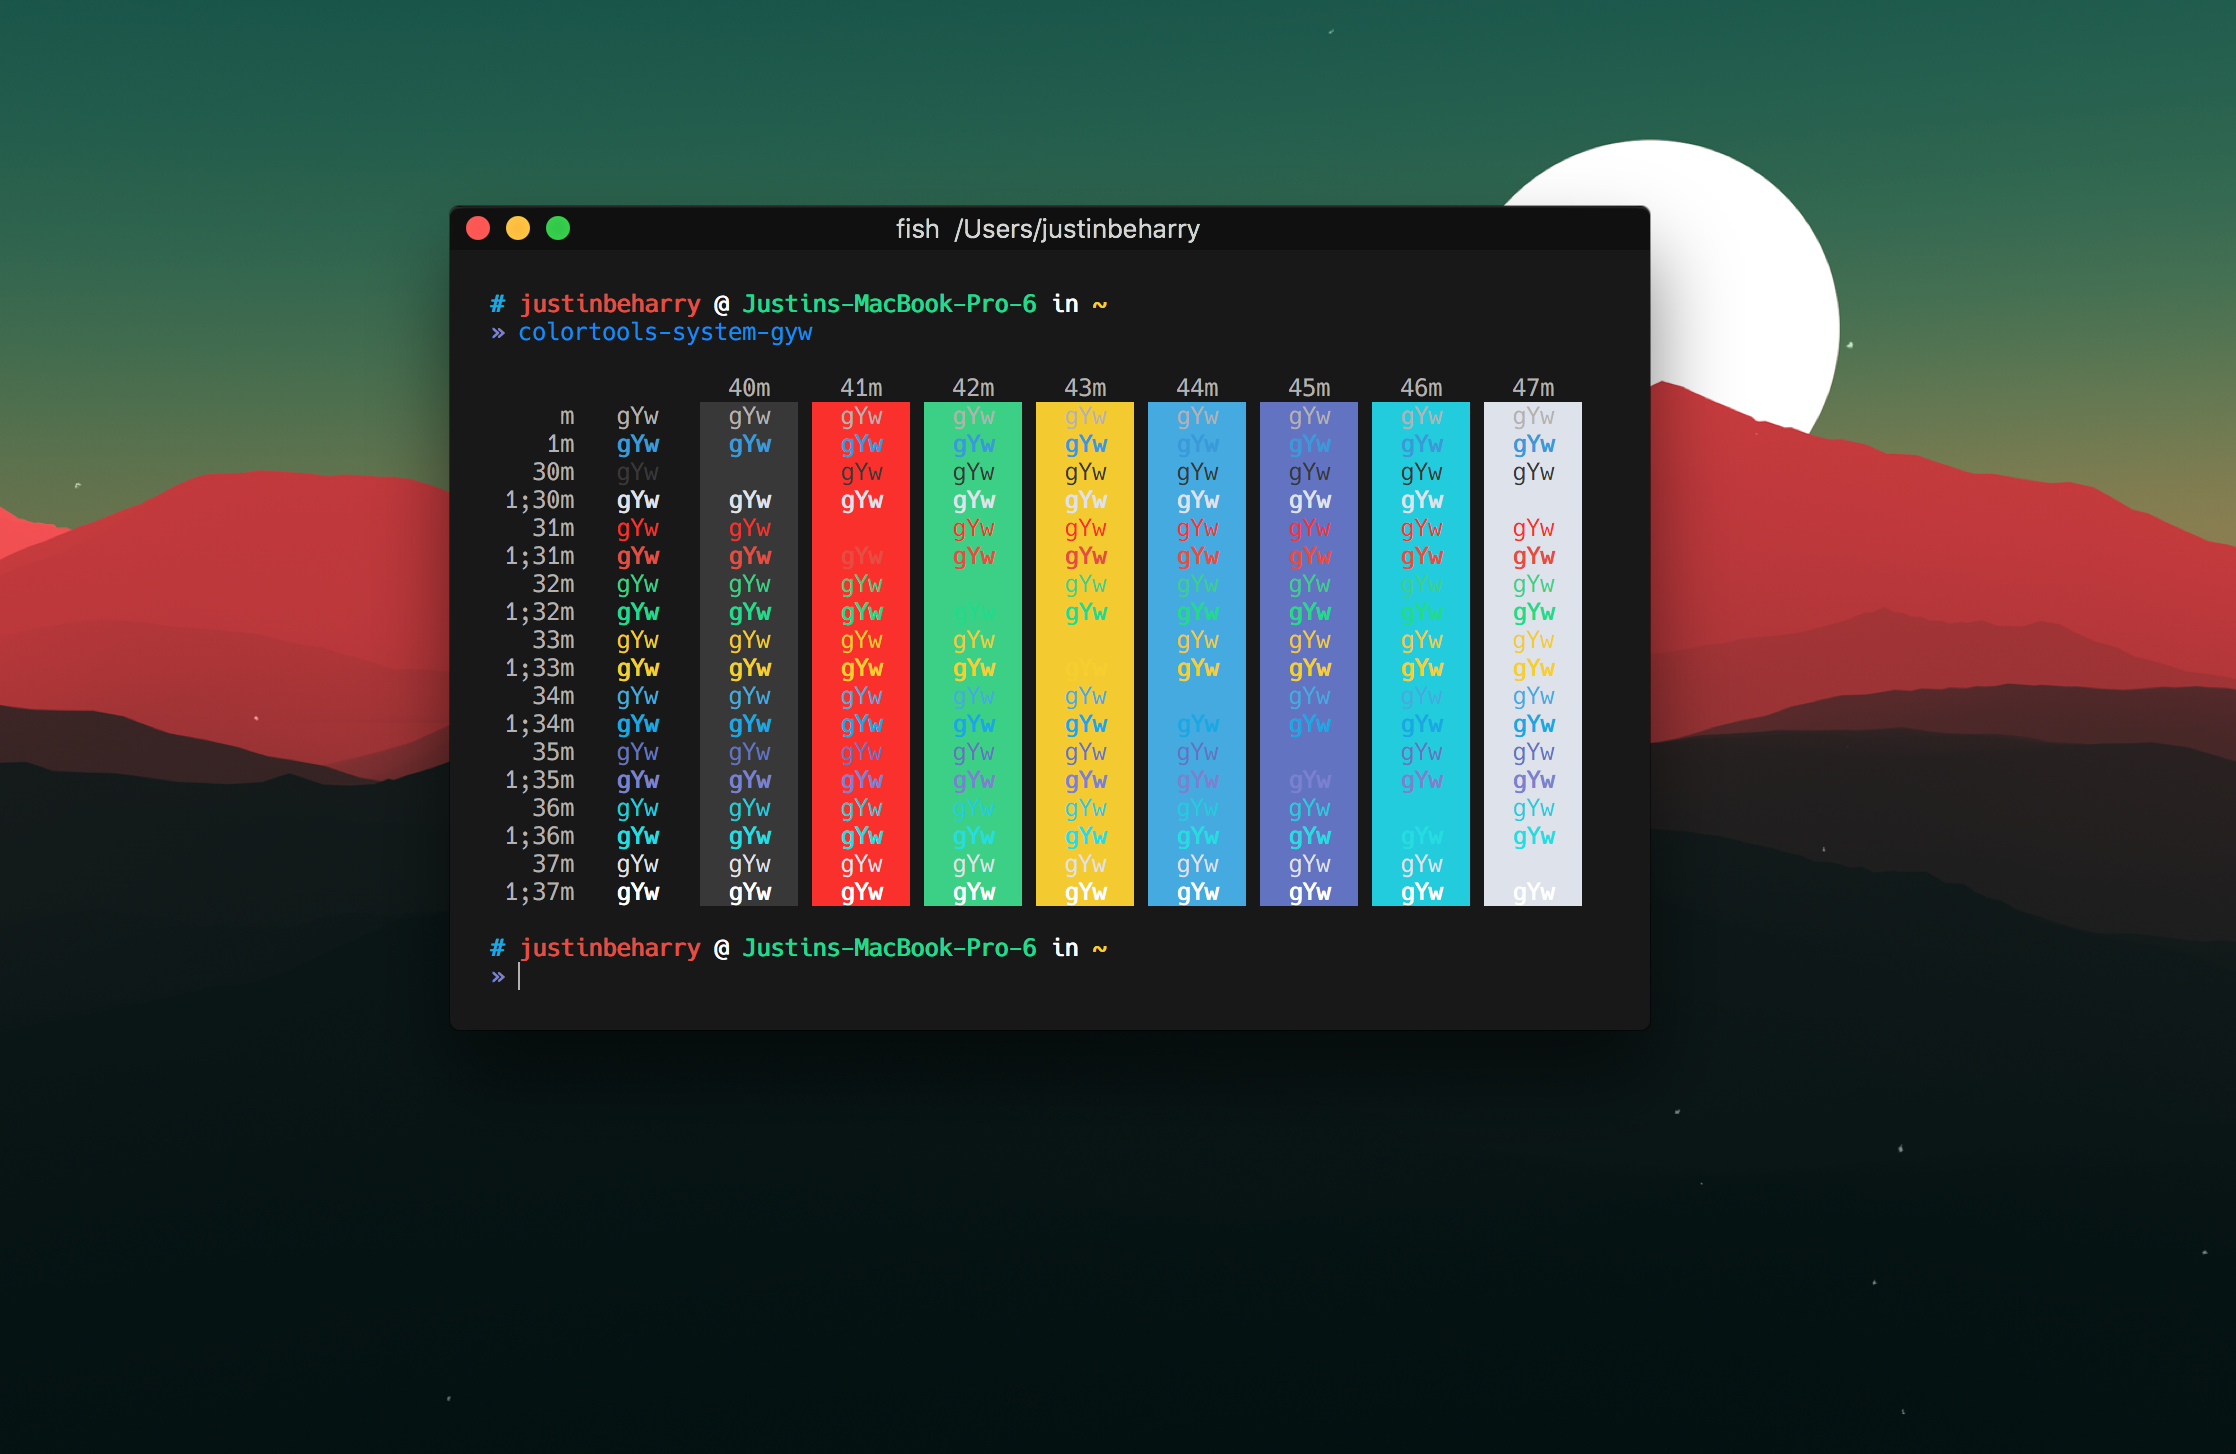 fish /Users/justinbeharry
# justinbeharry @ Justins-MacBook-Pro-6 in ~
» colortools-system-gyw
40m 41m 42m 43m 44m 45m 46m 47m
m gYw gYw gYw gYw gYw gYw gYw gYw gYw
1m gYw gYw gYw gYw gYw gYw gYw gYw gYw
30m gYw gYw gYw gYw gYw gYw gYw gYw
1;30m gYw gYw gYw gYw gYw gYw gYw gYw
31m gYw gYw gYw gYw gYw gYw gYw gYw
1;31m gYw gYw gYw gYw gYw gYw gYw gYw gYw
32m gYw gYw gYw gYw gYw gYw gYw gYw
1;32m gYw gYw gYw gYw gYw gYw gYw gYw
33m gYw gYw gYw gYw gYw gYw gYw gYw
1;33m gYw gYw gYw gYw gYw gYw gYw gYw gYw
34m gYw gYw gYw gYw gYw gYw gYw gYw
1;34m gYw gYw gYw gYw gYw gYw gYw gYw gYw
35m gYw gYw gYw gYw gYw gYw gYw gYw
1;35m gYw gYw gYw gYw gYw gYw gYw gYw gYw
36m gYw gYw gYw gYw gYw gYw gYw gYw
1;36m gYw gYw gYw gYw gYw gYw gYw gYw gYw
37m gYw gYw gYw gYw gYw gYw gYw gYw
1;37m gYw gYw gYw gYw gYw gYw gYw gYw gYw
# justinbeharry @ Justins-MacBook-Pro-6 in ~
»